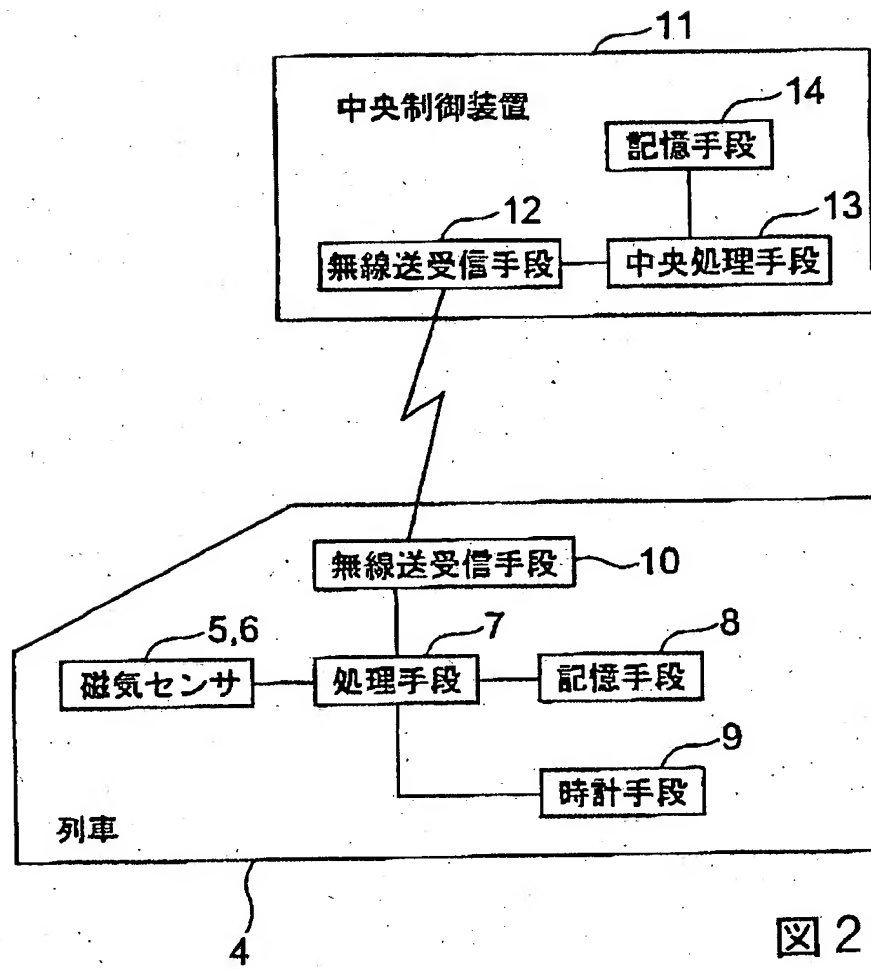 11
中央制御装置
14
記憶手段
12
13
無線送受信手段
中央処理手段
無線送受信手段
10
5,6
7
8
磁気センサ
処理手段
記憶手段
9
時計手段
列車
4
図2